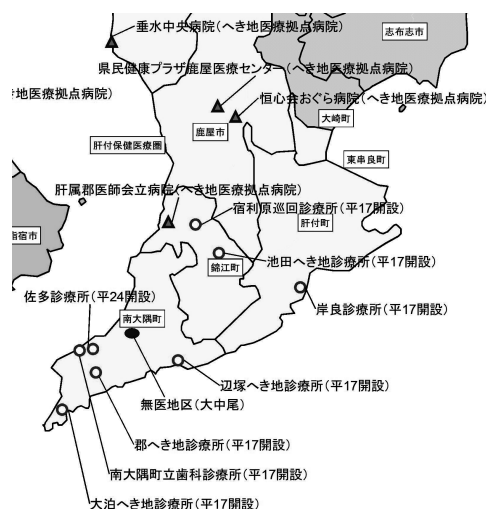 垂水中央病院（へき地医療拠点病院）
志布志市
県民健康プラザ鹿屋医療センター（へき地医療拠点病院）
き地医療拠点病院）
恒心会おぐら病院（へき地医療拠点病院）
大崎町
鹿屋市
肝付保健医療圏
東串良町
肝属郡医師会立病院（へき地医療拠点病院）
宿利原巡回診療所（平17開設）
肝付町
指宿市
池田へき地診療所（平17開設）
錦江町
佐多診療所（平24開設）
岸良診療所（平17開設）
南大隅町
辺塚へき地診療所（平17開設）
無医地区（大中尾）
郡へき地診療所（平17開設）
南大隅町立歯科診療所（平17開設）
大泊へき地診療所（平17開設）